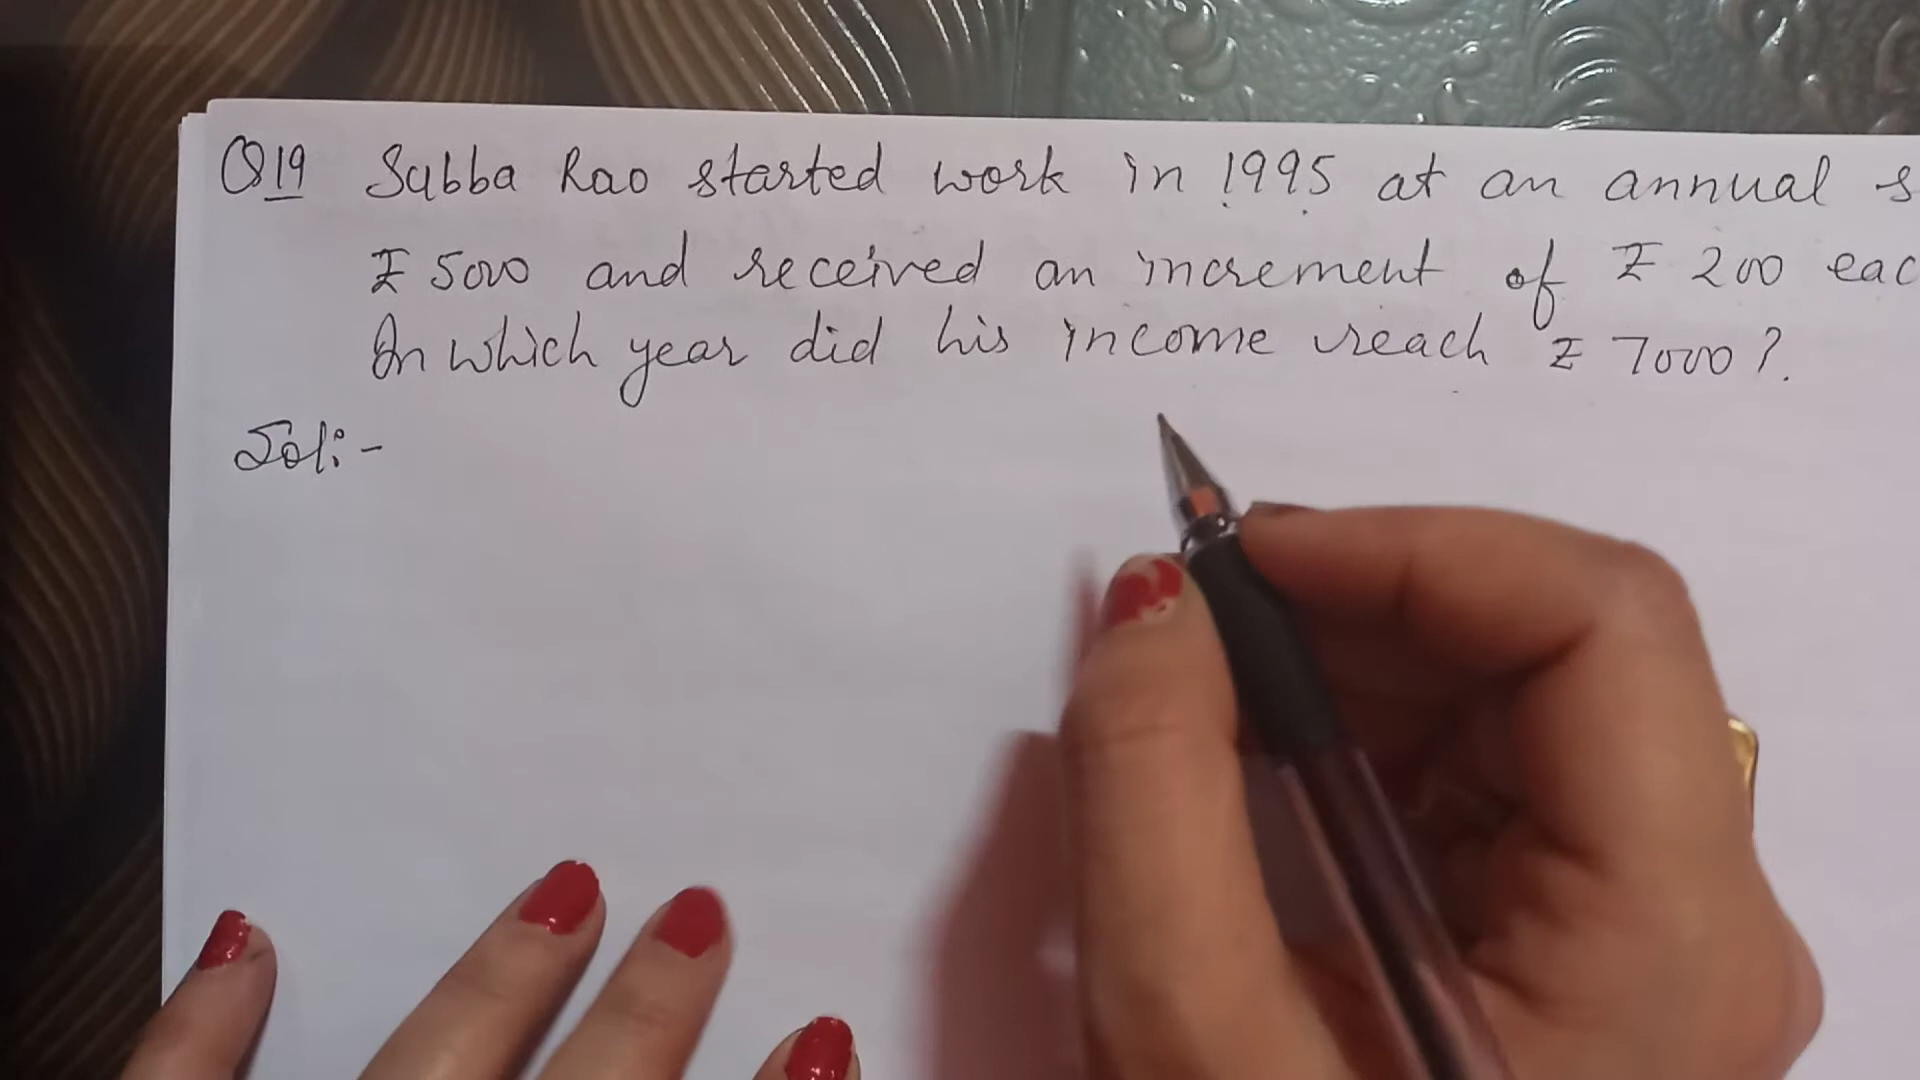 Q19 Subba Rao started work in 1995 at an annual s
₹ 5000 and received an increment of ₹ 200 eac
In which year did his income reach ₹ 7000?.
Sol:-